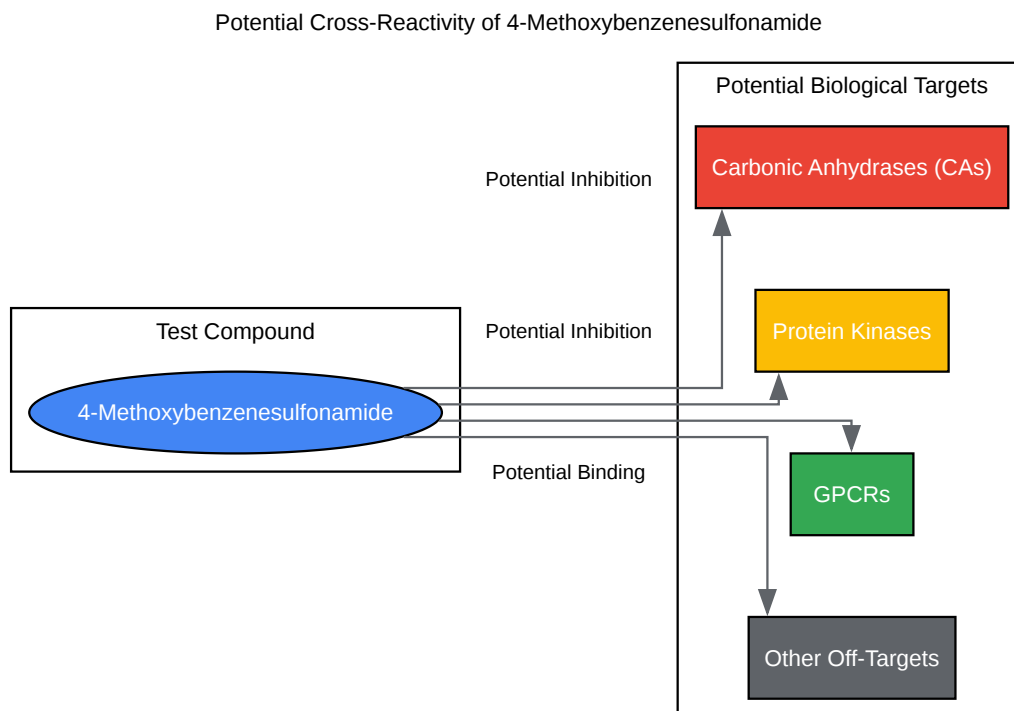 Potential Cross-Reactivity of 4-Methoxybenzenesulfonamide
Potential Biological Targets
Carbonic Anhydrases (CAs)
Potential Inhibition
Protein Kinases
Potential Inhibition
Test Compound
4-Methoxybenzenesulfonamide
Potential Binding
GPCRs
Other Off-Targets